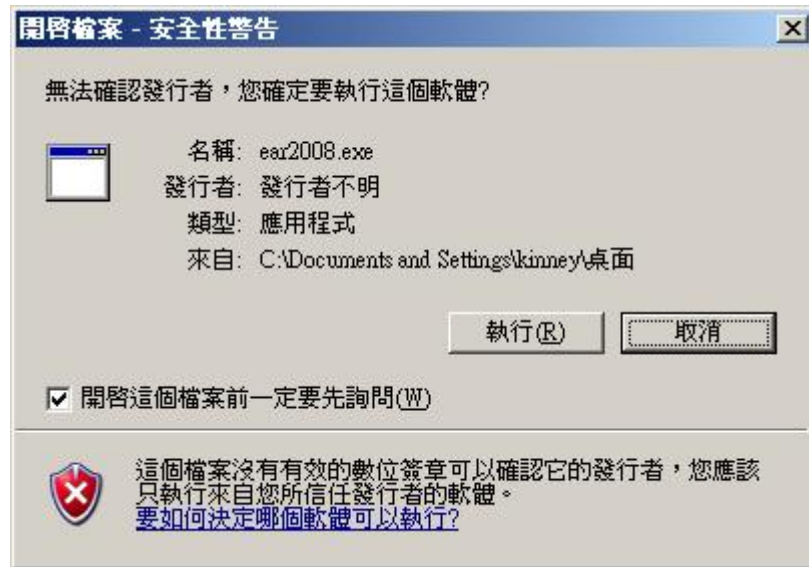 開啓檔案 - 安全性警告
無法確認發行者，您確定要執行這個軟體?
名稱: ear2008.exe
發行者: 發行者不明
類型: 應用程式
來自: C:\Documents and Settings\kinney\桌面
執行(R) 取消
開啓這個檔案前一定要先詢問(W)
這個檔案沒有有效的數位簽章可以確認它的發行者，您應該
只執行來自您所信任發行者的軟體。
要如何決定哪個軟體可以執行?